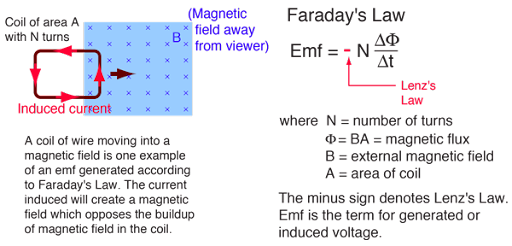 Coil of area A
with N turns
(Magnetic
field away
from viewer)
B
Induced current
A coil of wire moving into a
magnetic field is one example
of an emf generated according
to Faraday's Law. The current
induced will create a magnetic
field which opposes the buildup
of magnetic field in the coil.
Faraday's Law
Emf = - N ΔΦ/Δt
Lenz's
Law
where N = number of turns
Φ = BA = magnetic flux
B = external magnetic field
A = area of coil
The minus sign denotes Lenz's Law.
Emf is the term for generated or
induced voltage.